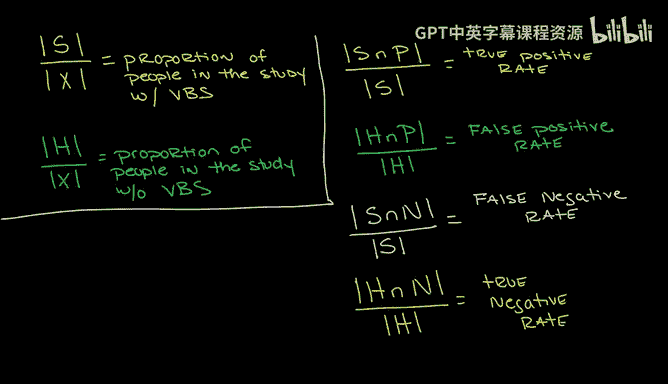 GPT中英字幕课程资源 bilibili
|S|
|X|
= proportion of
people in the study
w/ VBS
|H|
|X|
= proportion of
people in the study
w/o VBS
|S∩P|
|S|
= true positive
Rate
|H∩P|
|H|
= False positive
Rate
|S∩N|
|S|
= False Negative
Rate
|H∩N|
|H|
= true
Negative
Rate